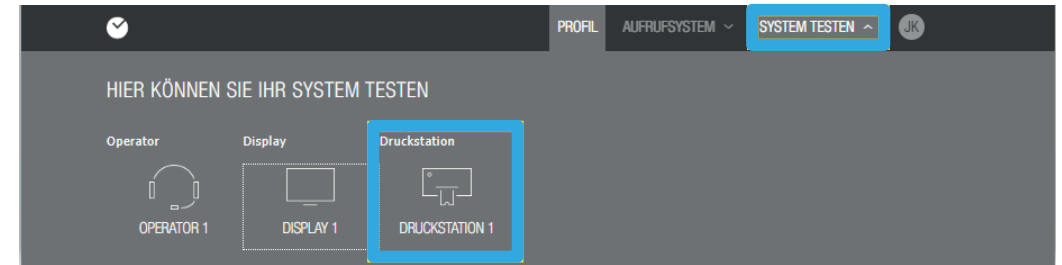 PROFIL AUFRUFSYSTEM SYSTEM TESTEN JK
HIER KÖNNEN SIE IHR SYSTEM TESTEN
Operator Display Druckstation
OPERATOR 1 DISPLAY 1 DRUCKSTATION 1